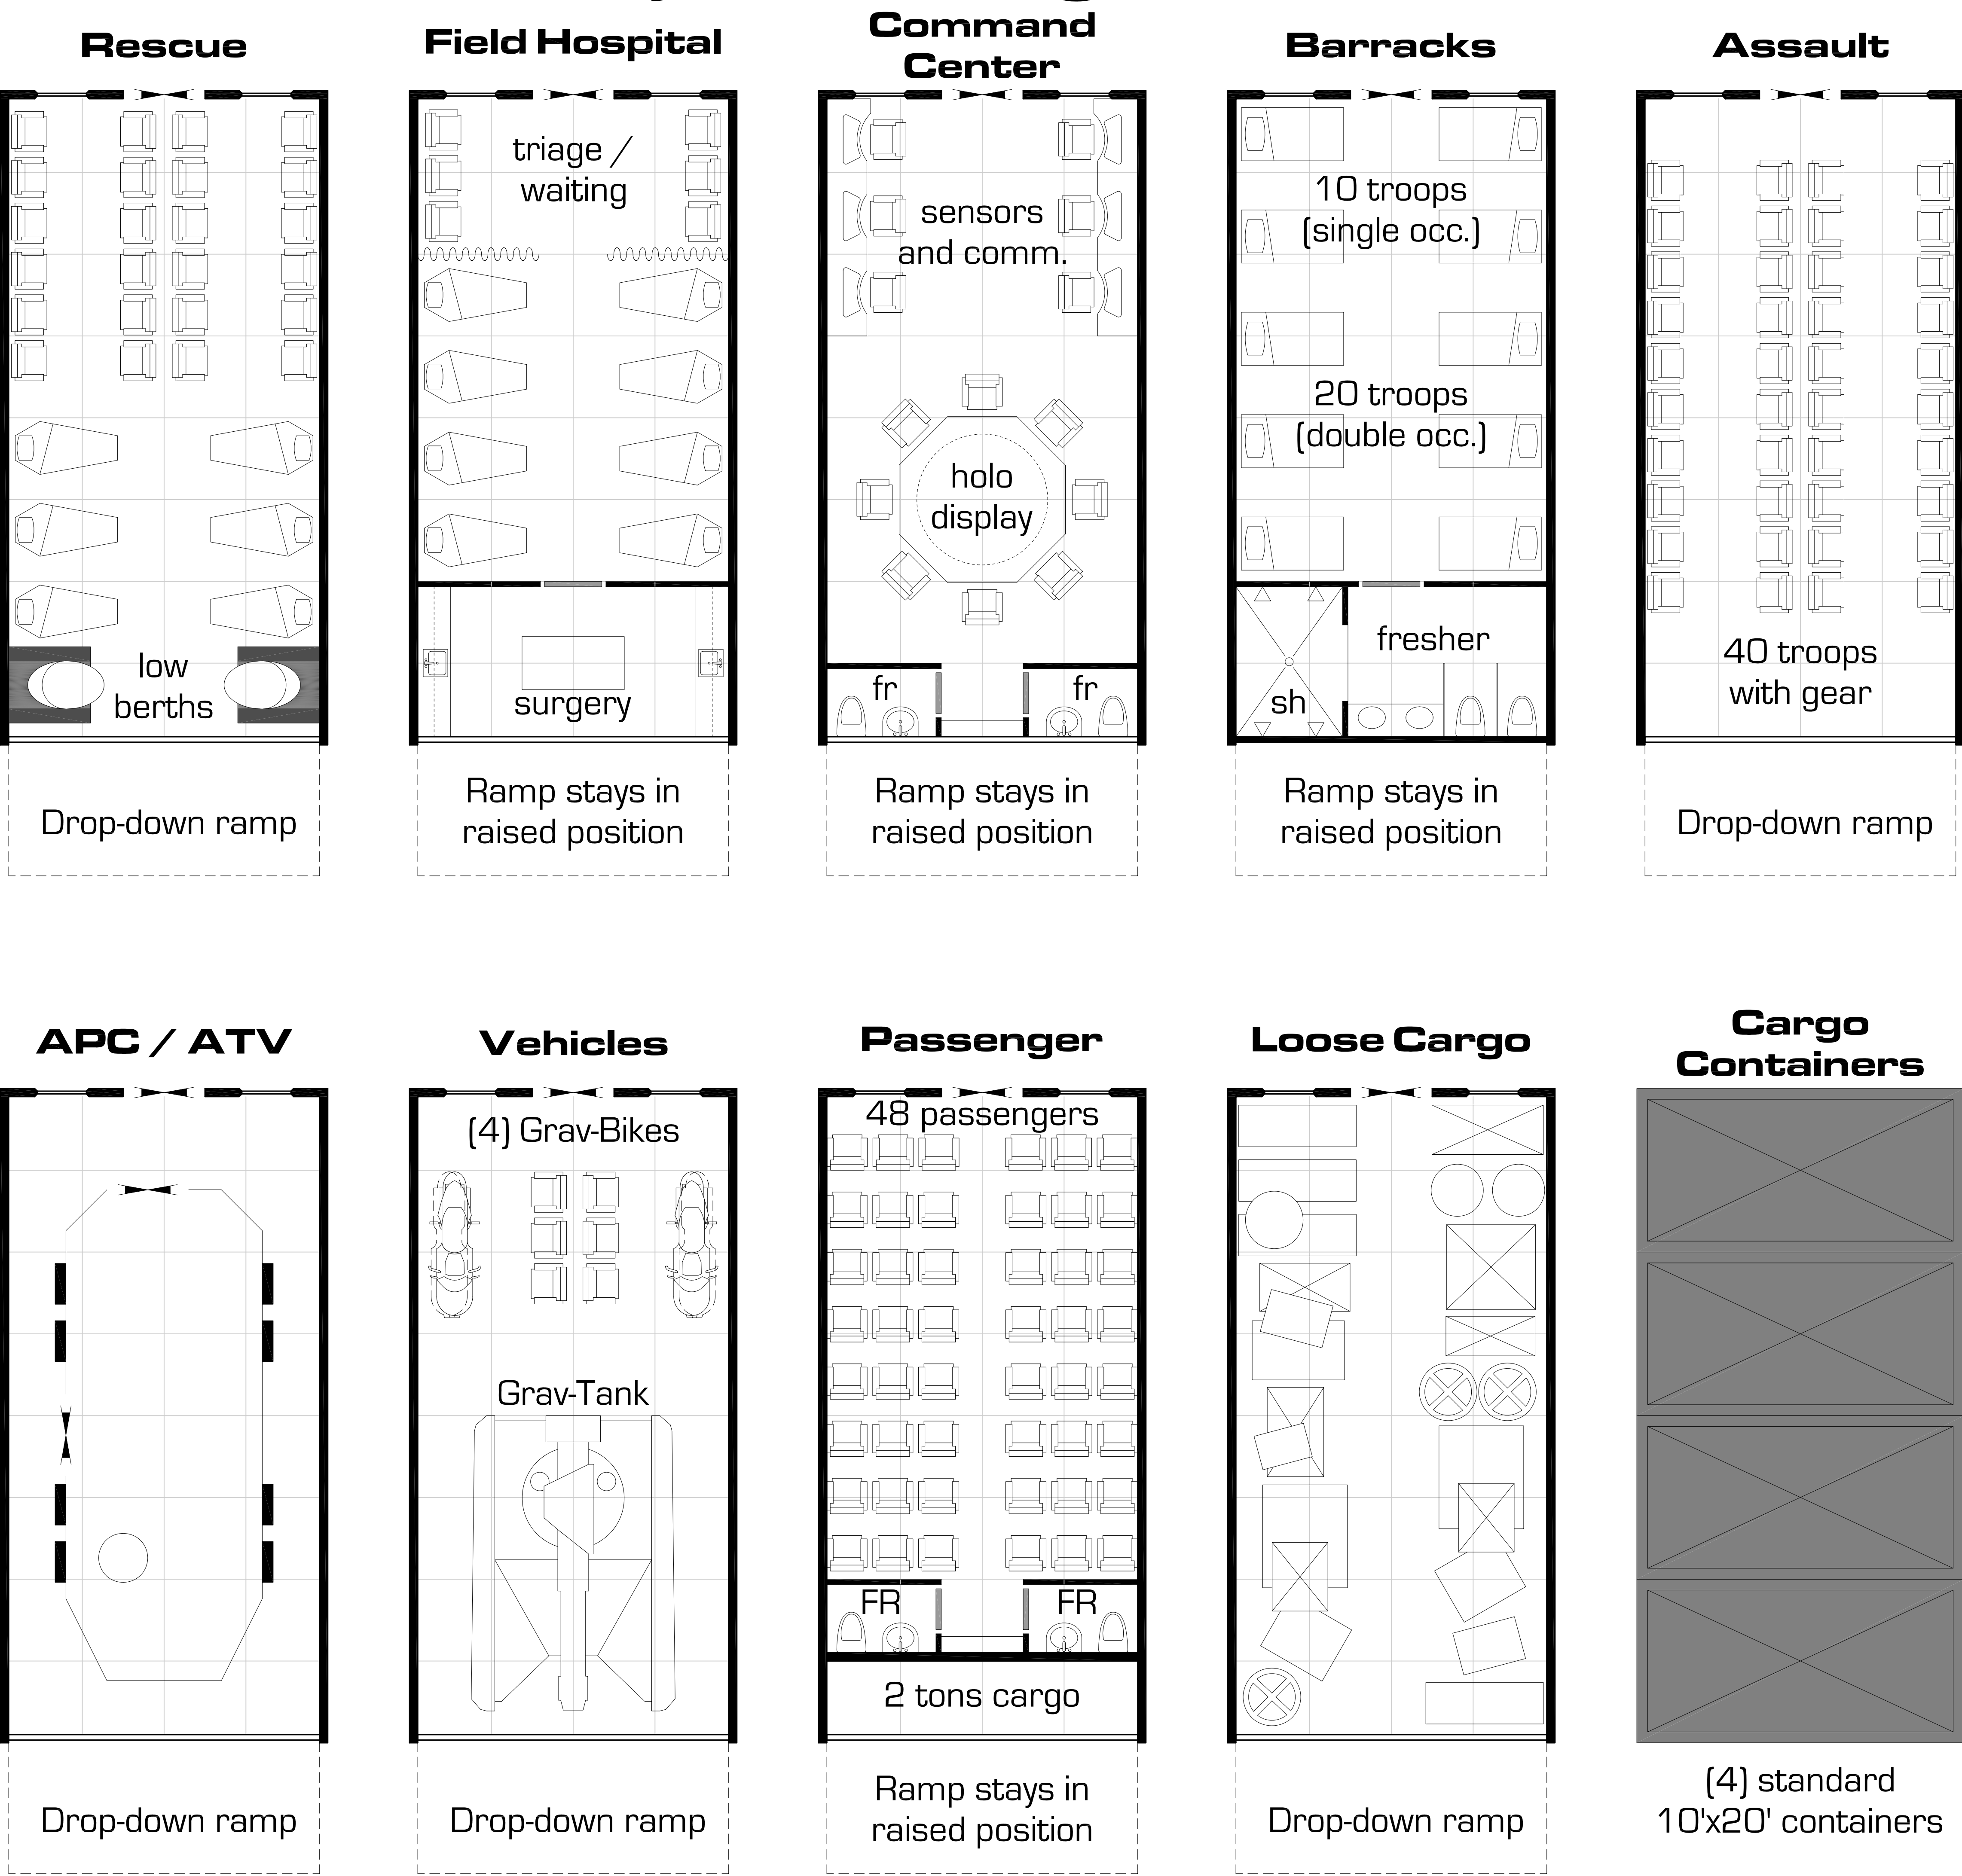 Rescue
Field Hospital
Command
Center
Barracks
Assault
triage /
waiting
sensors
and comm.
10 troops
(single occ.)
20 troops
(double occ.)
holo
display
low
berths
surgery
fr
fr
sh
fresher
40 troops
with gear
Drop-down ramp
Ramp stays in
raised position
Ramp stays in
raised position
Ramp stays in
raised position
Drop-down ramp
APC / ATV
Vehicles
Passenger
Loose Cargo
Cargo
Containers
(4) Grav-Bikes
48 passengers
Grav-Tank
FR
FR
2 tons cargo
Drop-down ramp
Drop-down ramp
Ramp stays in
raised position
Drop-down ramp
(4) standard
10'x20' containers